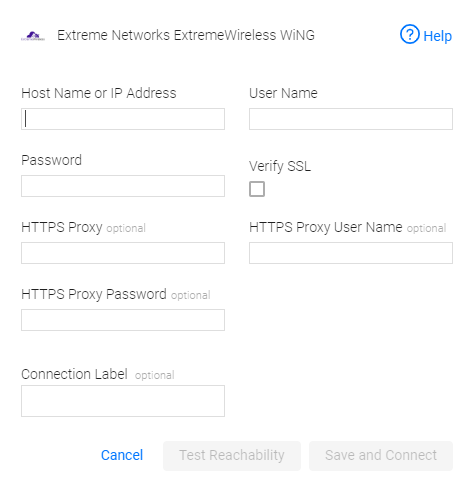 Extreme Networks ExtremeWireless WiNG
Help
Host Name or IP Address
User Name
Password
Verify SSL
HTTPS Proxy optional
HTTPS Proxy User Name optional
HTTPS Proxy Password optional
Connection Label optional
Cancel
Test Reachability
Save and Connect